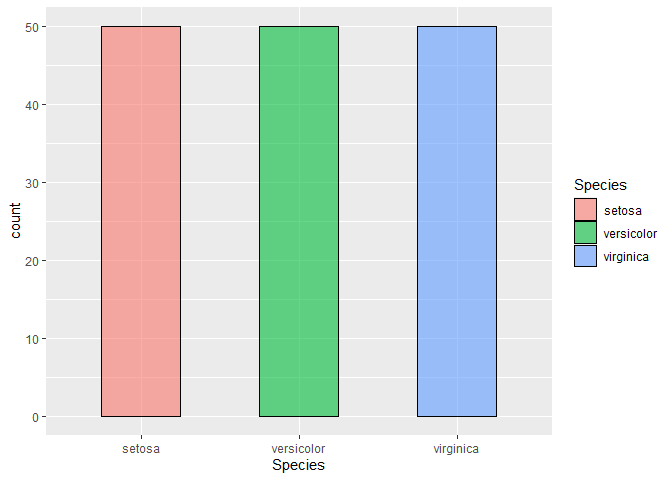 50
40
30
20
10
0
count
setosa
versicolor
virginica
Species
Species
setosa
versicolor
virginica